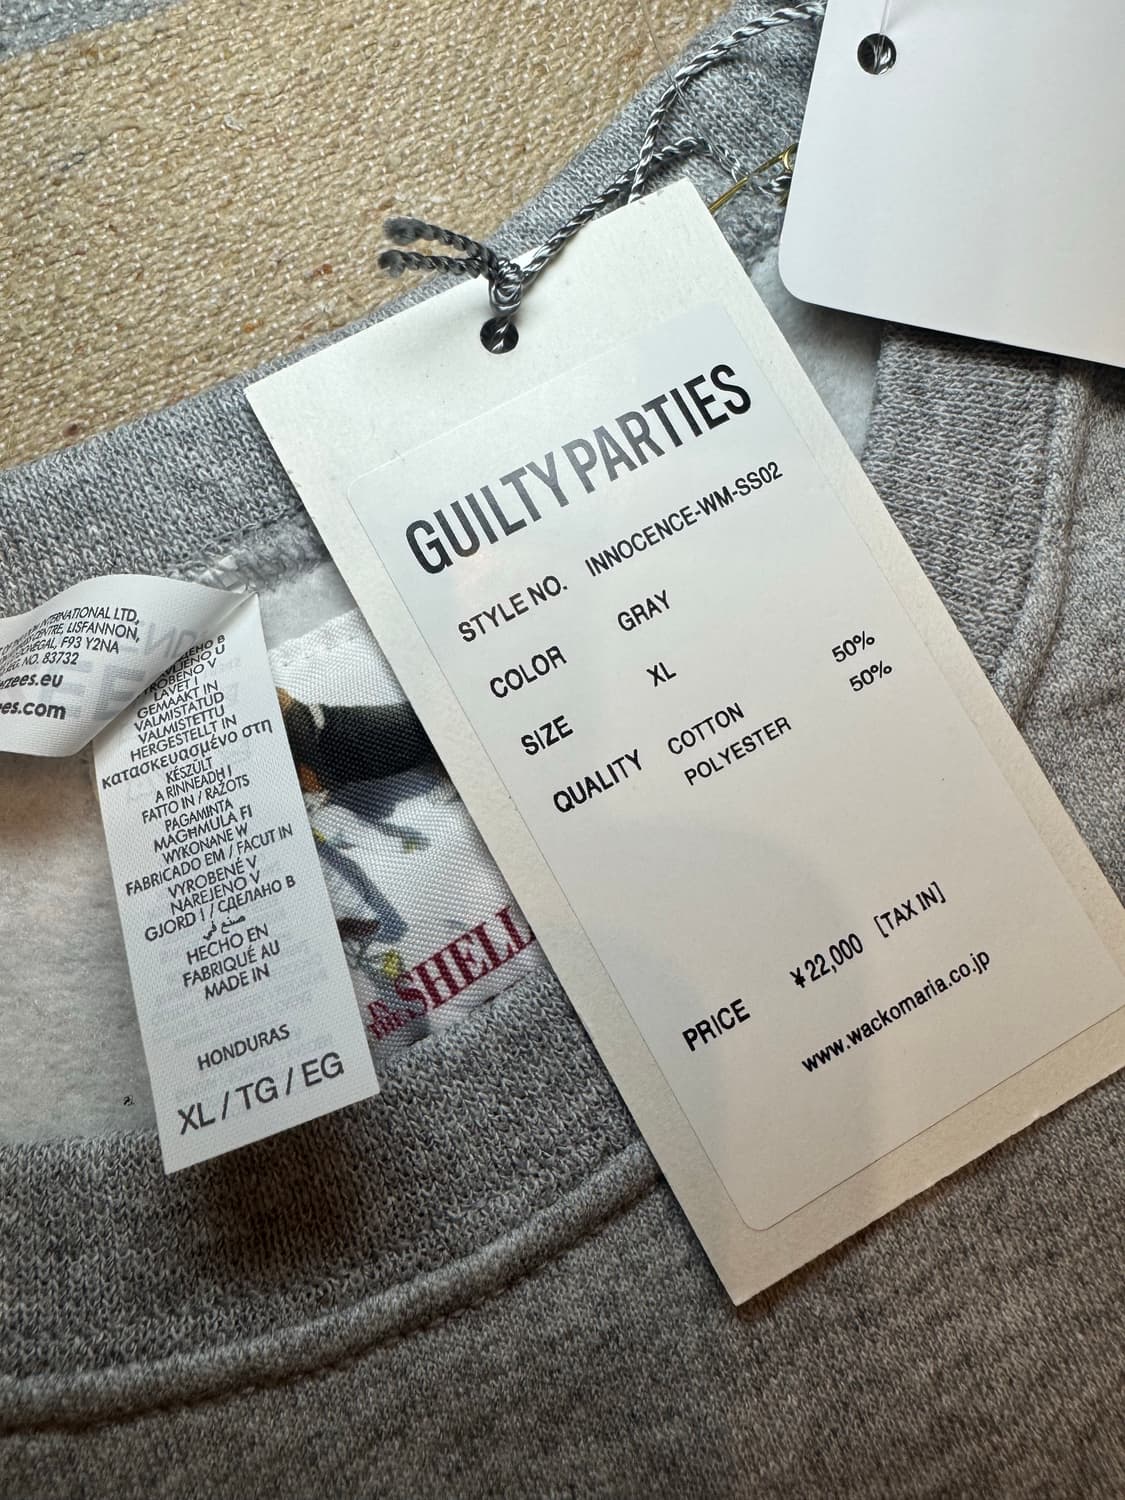 GUILTY PARTIES
STYLE NO. INNOCENCE-WM-SS02
COLOR GRAY
SIZE XL
QUALITY COTTON 50%
POLYESTER 50%
PRICE ¥22,000 [TAX IN]
www.wackomaria.co.jp
INTERNATIONAL LTD,
CENTRE, LISFANNON,
DONEGAL, F93 Y2NA
REG. NO. 83732
zees.eu
es.com
LAVET I
GEMAAKT IN
VALMISTATUD
VALMISTETTU
HERGESTELLT IN
κατασκευασμένο στη
KÉSZÜLT
A RINNEADH I
FATTO IN / RAŽOTS
PAGAMINTA
MAGĦMULA FI
WYKONANE W
FABRICADO EM / FACUT IN
VYROBENÉ V
NAREJENO V
GJORD I / СДЕЛАНО В
صنع في
HECHO EN
FABRIQUÉ AU
MADE IN
HONDURAS
XL / TG / EG
SHELL